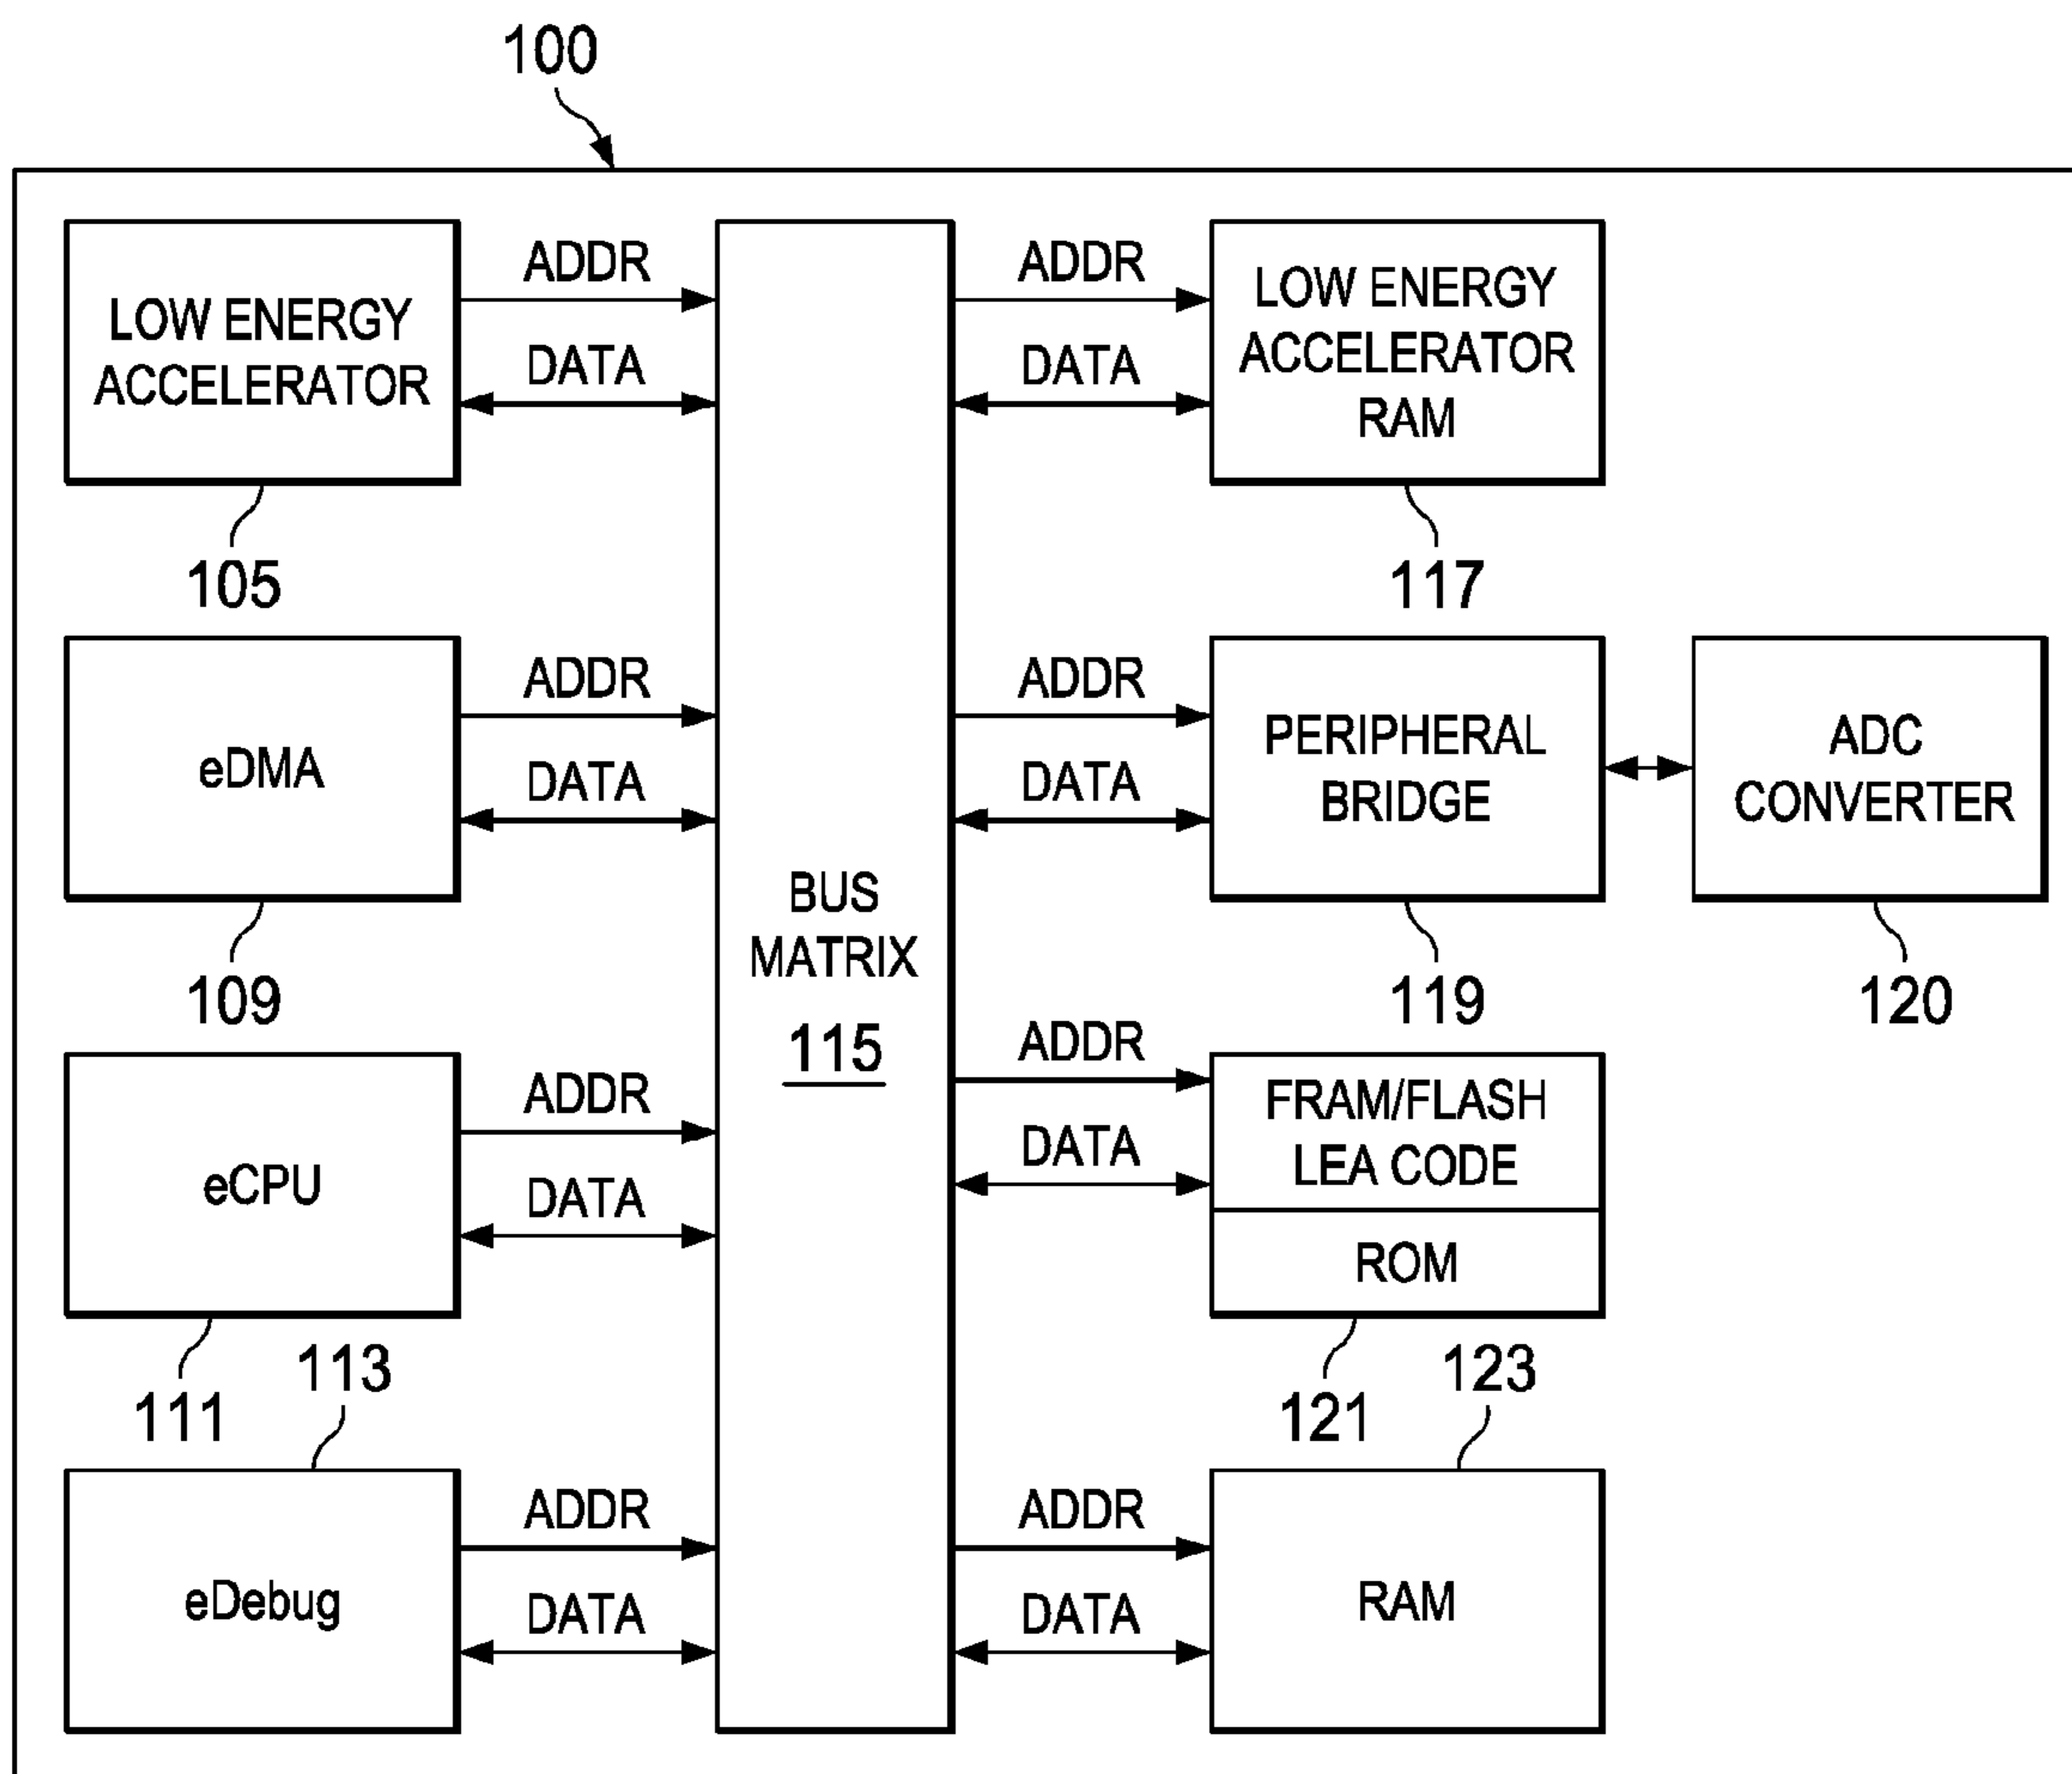 100
LOW ENERGY
ACCELERATOR
105
ADDR
DATA
ADDR
DATA
LOW ENERGY
ACCELERATOR
RAM
117
eDMA
109
ADDR
DATA
BUS
MATRIX
115
ADDR
DATA
PERIPHERAL
BRIDGE
119
ADC
CONVERTER
120
eCPU
111
ADDR
DATA
ADDR
DATA
FRAM/FLASH
LEA CODE
ROM
121
113
eDebug
ADDR
DATA
ADDR
DATA
123
RAM